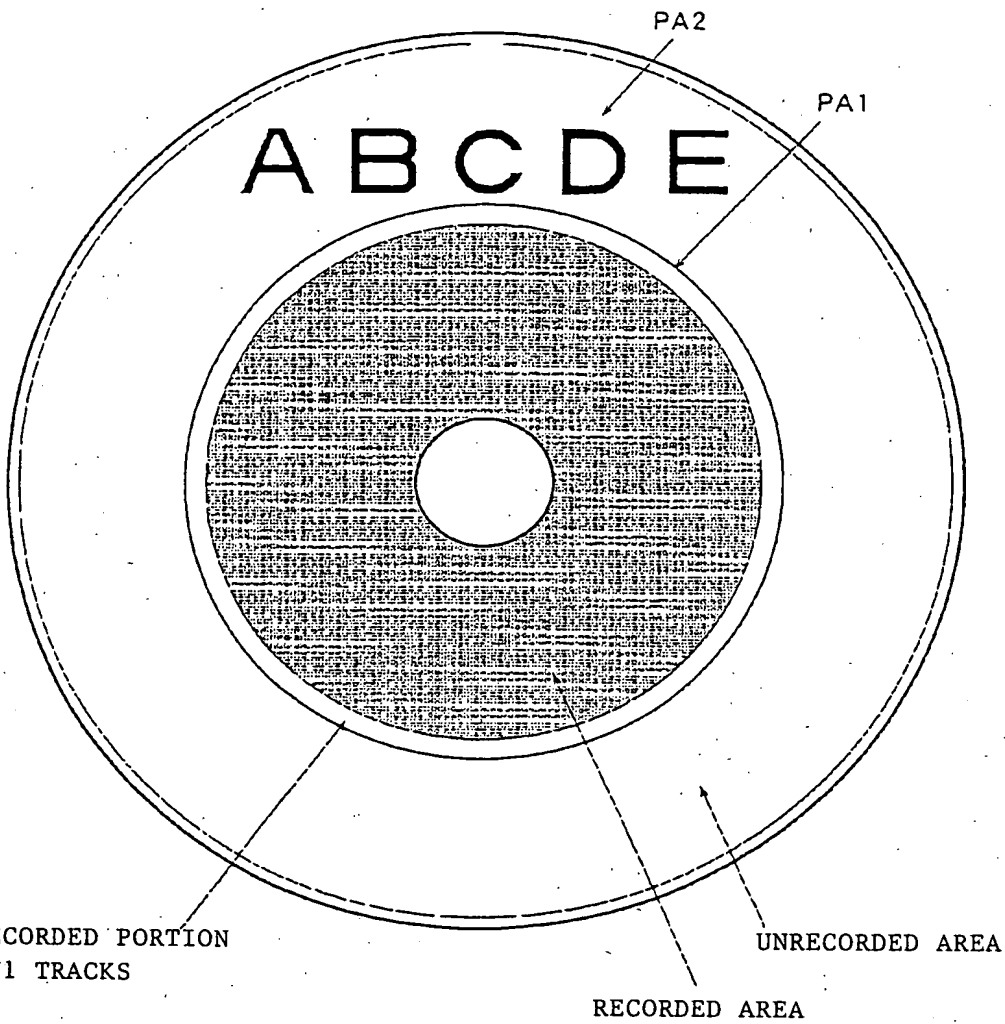 PA2
PA1
ABCDE
CORDED PORTION
1 TRACKS
UNRECORDED AREA
RECORDED AREA